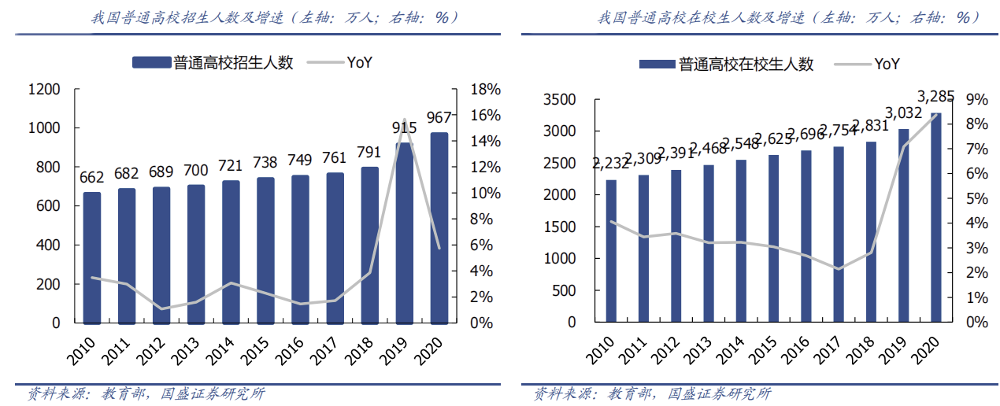 我国普通高校招生人数及增速（左轴：万人；右轴：%）
普通高校招生人数 YoY
1200 18%
1000 16%
800 14%
600 12%
400 10%
200 8%
0 6%
4%
2%
0%
662 682 689 700 721 738 749 761 791 915 967
2010 2011 2012 2013 2014 2015 2016 2017 2018 2019 2020
资料来源：教育部，国盛证券研究所
我国普通高校在校生人数及增速（左轴：万人；右轴：%）
普通高校在校生人数 YoY
3500 9%
3000 8%
2500 7%
2000 6%
1500 5%
1000 4%
500 3%
0 2%
1%
0%
2,232 2,309 2,391 2,468 2,548 2,625 2,696 2,754 2,831 3,032 3,285
2010 2011 2012 2013 2014 2015 2016 2017 2018 2019 2020
资料来源：教育部，国盛证券研究所